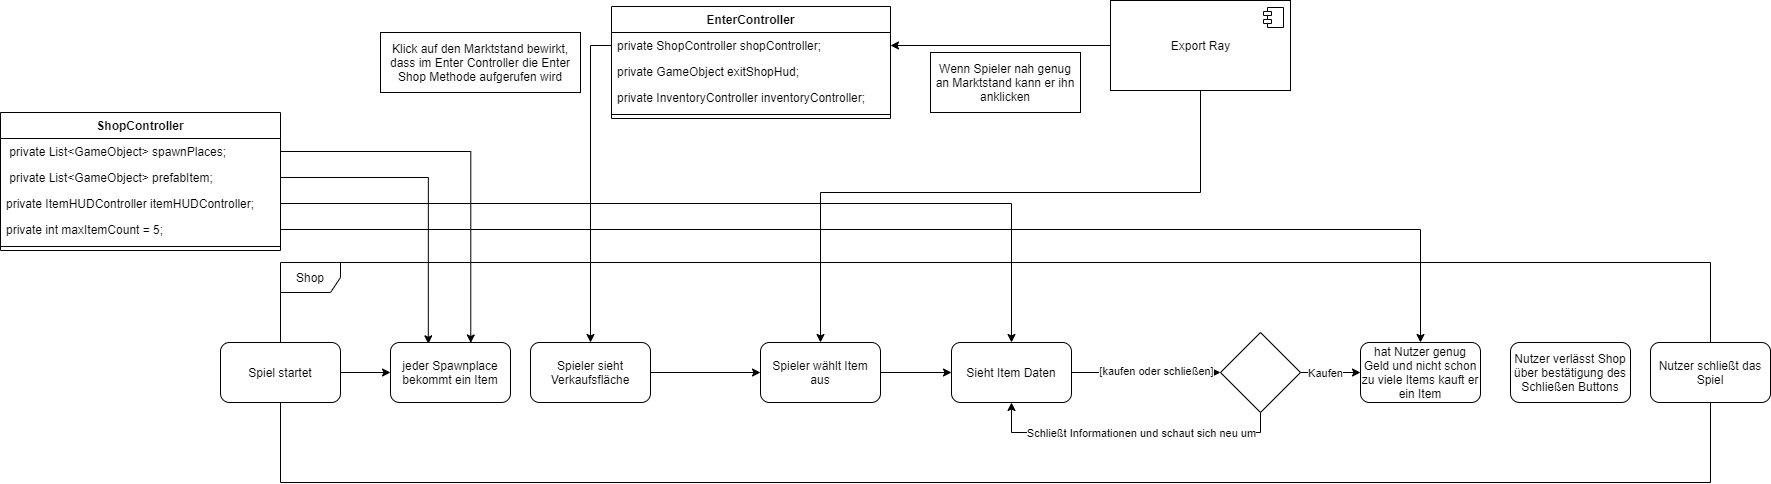 EnterController
private ShopController shopController;
private GameObject exitShopHud;
private InventoryController inventoryController;
Klick auf den Marktstand bewirkt,
dass im Enter Controller die Enter
Shop Methode aufgerufen wird
Wenn Spieler nah genug
an Marktstand kann er ihn
anklicken
Export Ray
ShopController
private List<GameObject> spawnPlaces;
private List<GameObject> prefabItem;
private ItemHUDController itemHUDController;
private int maxItemCount = 5;
Shop
Spiel startet
jeder Spawnplace
bekommt ein Item
Spieler sieht
Verkaufsfläche
Spieler wählt Item
aus
Sieht Item Daten
[kaufen oder schließen]
Kaufen
hat Nutzer genug
Geld und nicht schon
zu viele Items kauft er
ein Item
Nutzer verlässt Shop
über bestätigung des
Schließen Buttons
Nutzer schließt das
Spiel
Schließt Informationen und schaut sich neu um